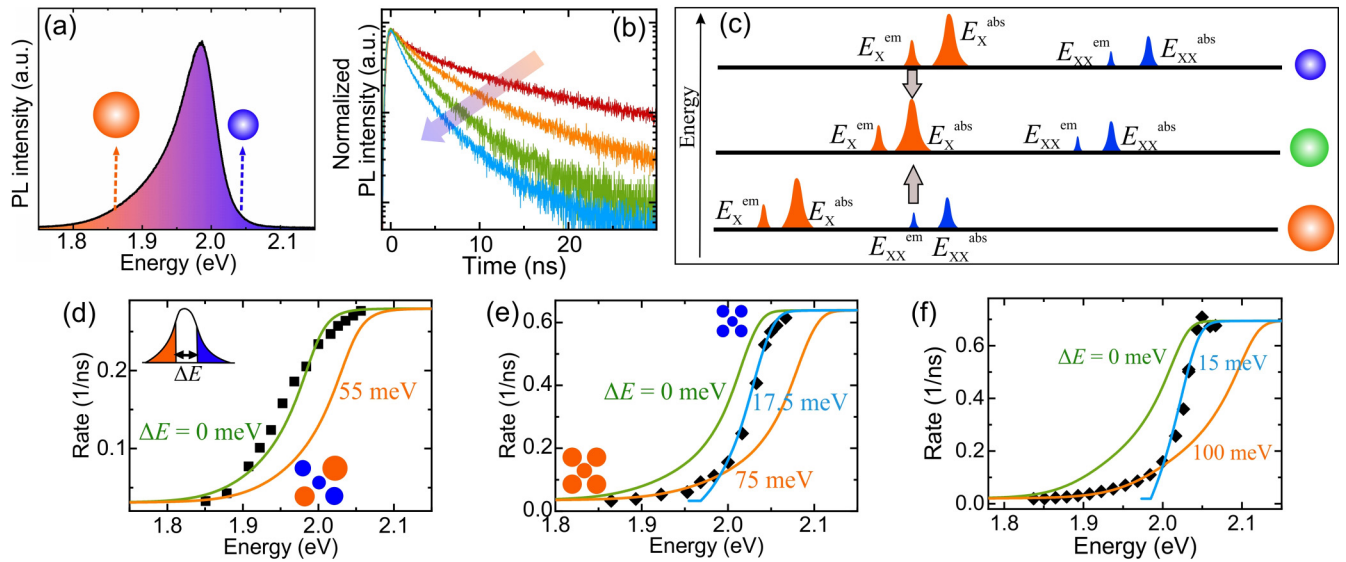 (a)
PL intensity (a.u.)
1.8 1.9 2.0 2.1
Energy (eV)
(b)
Normalized
PL intensity (a.u.)
0 20
Time (ns)
(c)
Energy
E_X^em E_X^abs E_XX^em E_XX^abs
E_X^em E_X^abs E_XX^em E_XX^abs
E_X^em E_X^abs E_XX^em E_XX^abs
(d)
ΔE
55 meV
ΔE = 0 meV
Rate (1/ns)
0.2
0.1
1.8 1.9 2.0 2.1
Energy (eV)
(e)
ΔE = 0 meV
17.5 meV
75 meV
Rate (1/ns)
0.6
0.4
0.2
0.0
1.8 1.9 2.0 2.1
Energy (eV)
(f)
ΔE = 0 meV
15 meV
100 meV
Rate (1/ns)
0.6
0.4
0.2
0.0
1.8 1.9 2.0 2.1
Energy (eV)